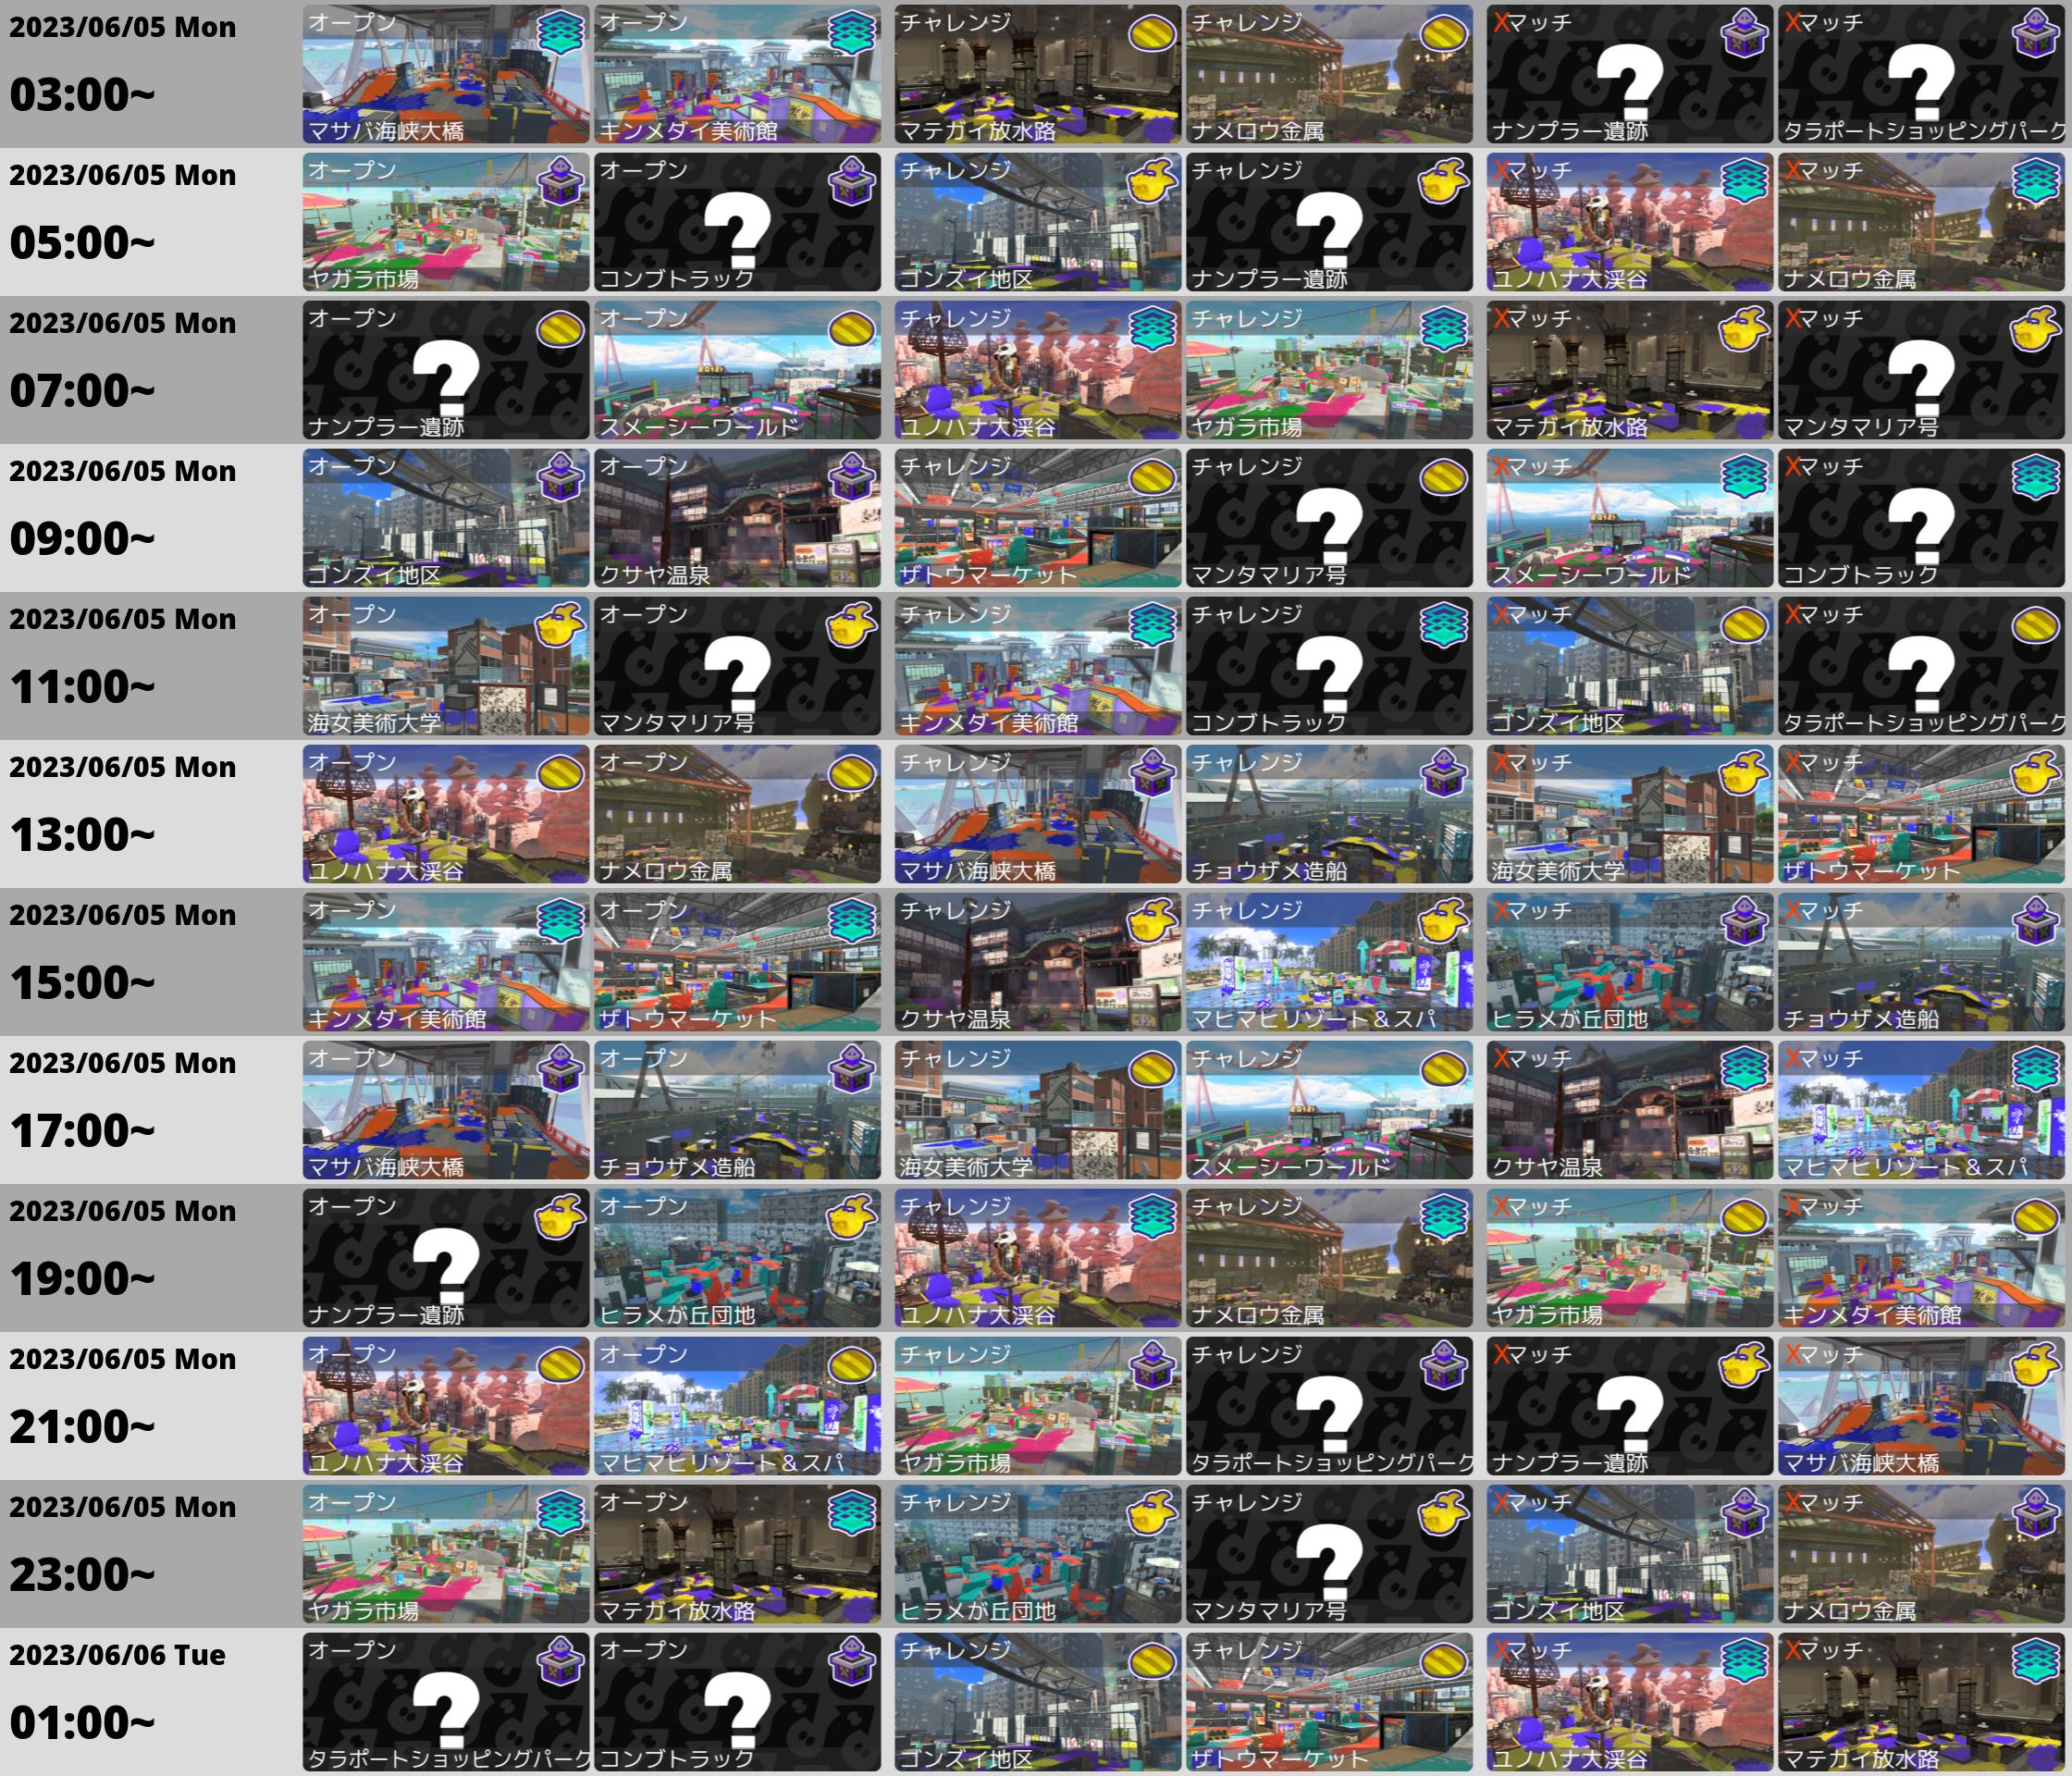 2023/06/05 Mon
03:00~
オープン オープン チャレンジ チャレンジ Xマッチ Xマッチ
マサバ海峡大橋 キンメダイ美術館 マテガイ放水路 ナメロウ金属 ナンプラー遺跡 タラポートショッピングパーク
2023/06/05 Mon
05:00~
オープン オープン チャレンジ チャレンジ Xマッチ Xマッチ
ヤガラ市場 コンブトラック ゴンズイ地区 ナンプラー遺跡 ユノハナ大渓谷 ナメロウ金属
2023/06/05 Mon
07:00~
オープン オープン チャレンジ チャレンジ Xマッチ Xマッチ
ナンプラー遺跡 スメーシーワールド ユノハナ大渓谷 ヤガラ市場 マテガイ放水路 マンタマリア号
2023/06/05 Mon
09:00~
オープン オープン チャレンジ チャレンジ Xマッチ Xマッチ
ゴンズイ地区 クサヤ温泉 ザトウマーケット マンタマリア号 スメーシーワールド コンブトラック
2023/06/05 Mon
11:00~
オープン オープン チャレンジ チャレンジ Xマッチ Xマッチ
海女美術大学 マンタマリア号 キンメダイ美術館 コンブトラック ゴンズイ地区 タラポートショッピングパーク
2023/06/05 Mon
13:00~
オープン オープン チャレンジ チャレンジ Xマッチ Xマッチ
ユノハナ大渓谷 ナメロウ金属 マサバ海峡大橋 チョウザメ造船 海女美術大学 ザトウマーケット
2023/06/05 Mon
15:00~
オープン オープン チャレンジ チャレンジ Xマッチ Xマッチ
キンメダイ美術館 ザトウマーケット クサヤ温泉 マヒマヒリゾート&スパ ヒラメが丘団地 チョウザメ造船
2023/06/05 Mon
17:00~
オープン オープン チャレンジ チャレンジ Xマッチ Xマッチ
マサバ海峡大橋 チョウザメ造船 海女美術大学 スメーシーワールド クサヤ温泉 マヒマヒリゾート&スパ
2023/06/05 Mon
19:00~
オープン オープン チャレンジ チャレンジ Xマッチ Xマッチ
ナンプラー遺跡 ヒラメが丘団地 ユノハナ大渓谷 ナメロウ金属 ヤガラ市場 キンメダイ美術館
2023/06/05 Mon
21:00~
オープン オープン チャレンジ チャレンジ Xマッチ Xマッチ
ユノハナ大渓谷 マヒマヒリゾート&スパ ヤガラ市場 タラポートショッピングパーク ナンプラー遺跡 マサバ海峡大橋
2023/06/05 Mon
23:00~
オープン オープン チャレンジ チャレンジ Xマッチ Xマッチ
ヤガラ市場 マテガイ放水路 ヒラメが丘団地 マンタマリア号 ゴンズイ地区 ナメロウ金属
2023/06/06 Tue
01:00~
オープン オープン チャレンジ チャレンジ Xマッチ Xマッチ
タラポートショッピングパーク コンブトラック ゴンズイ地区 ザトウマーケット ユノハナ大渓谷 マテガイ放水路